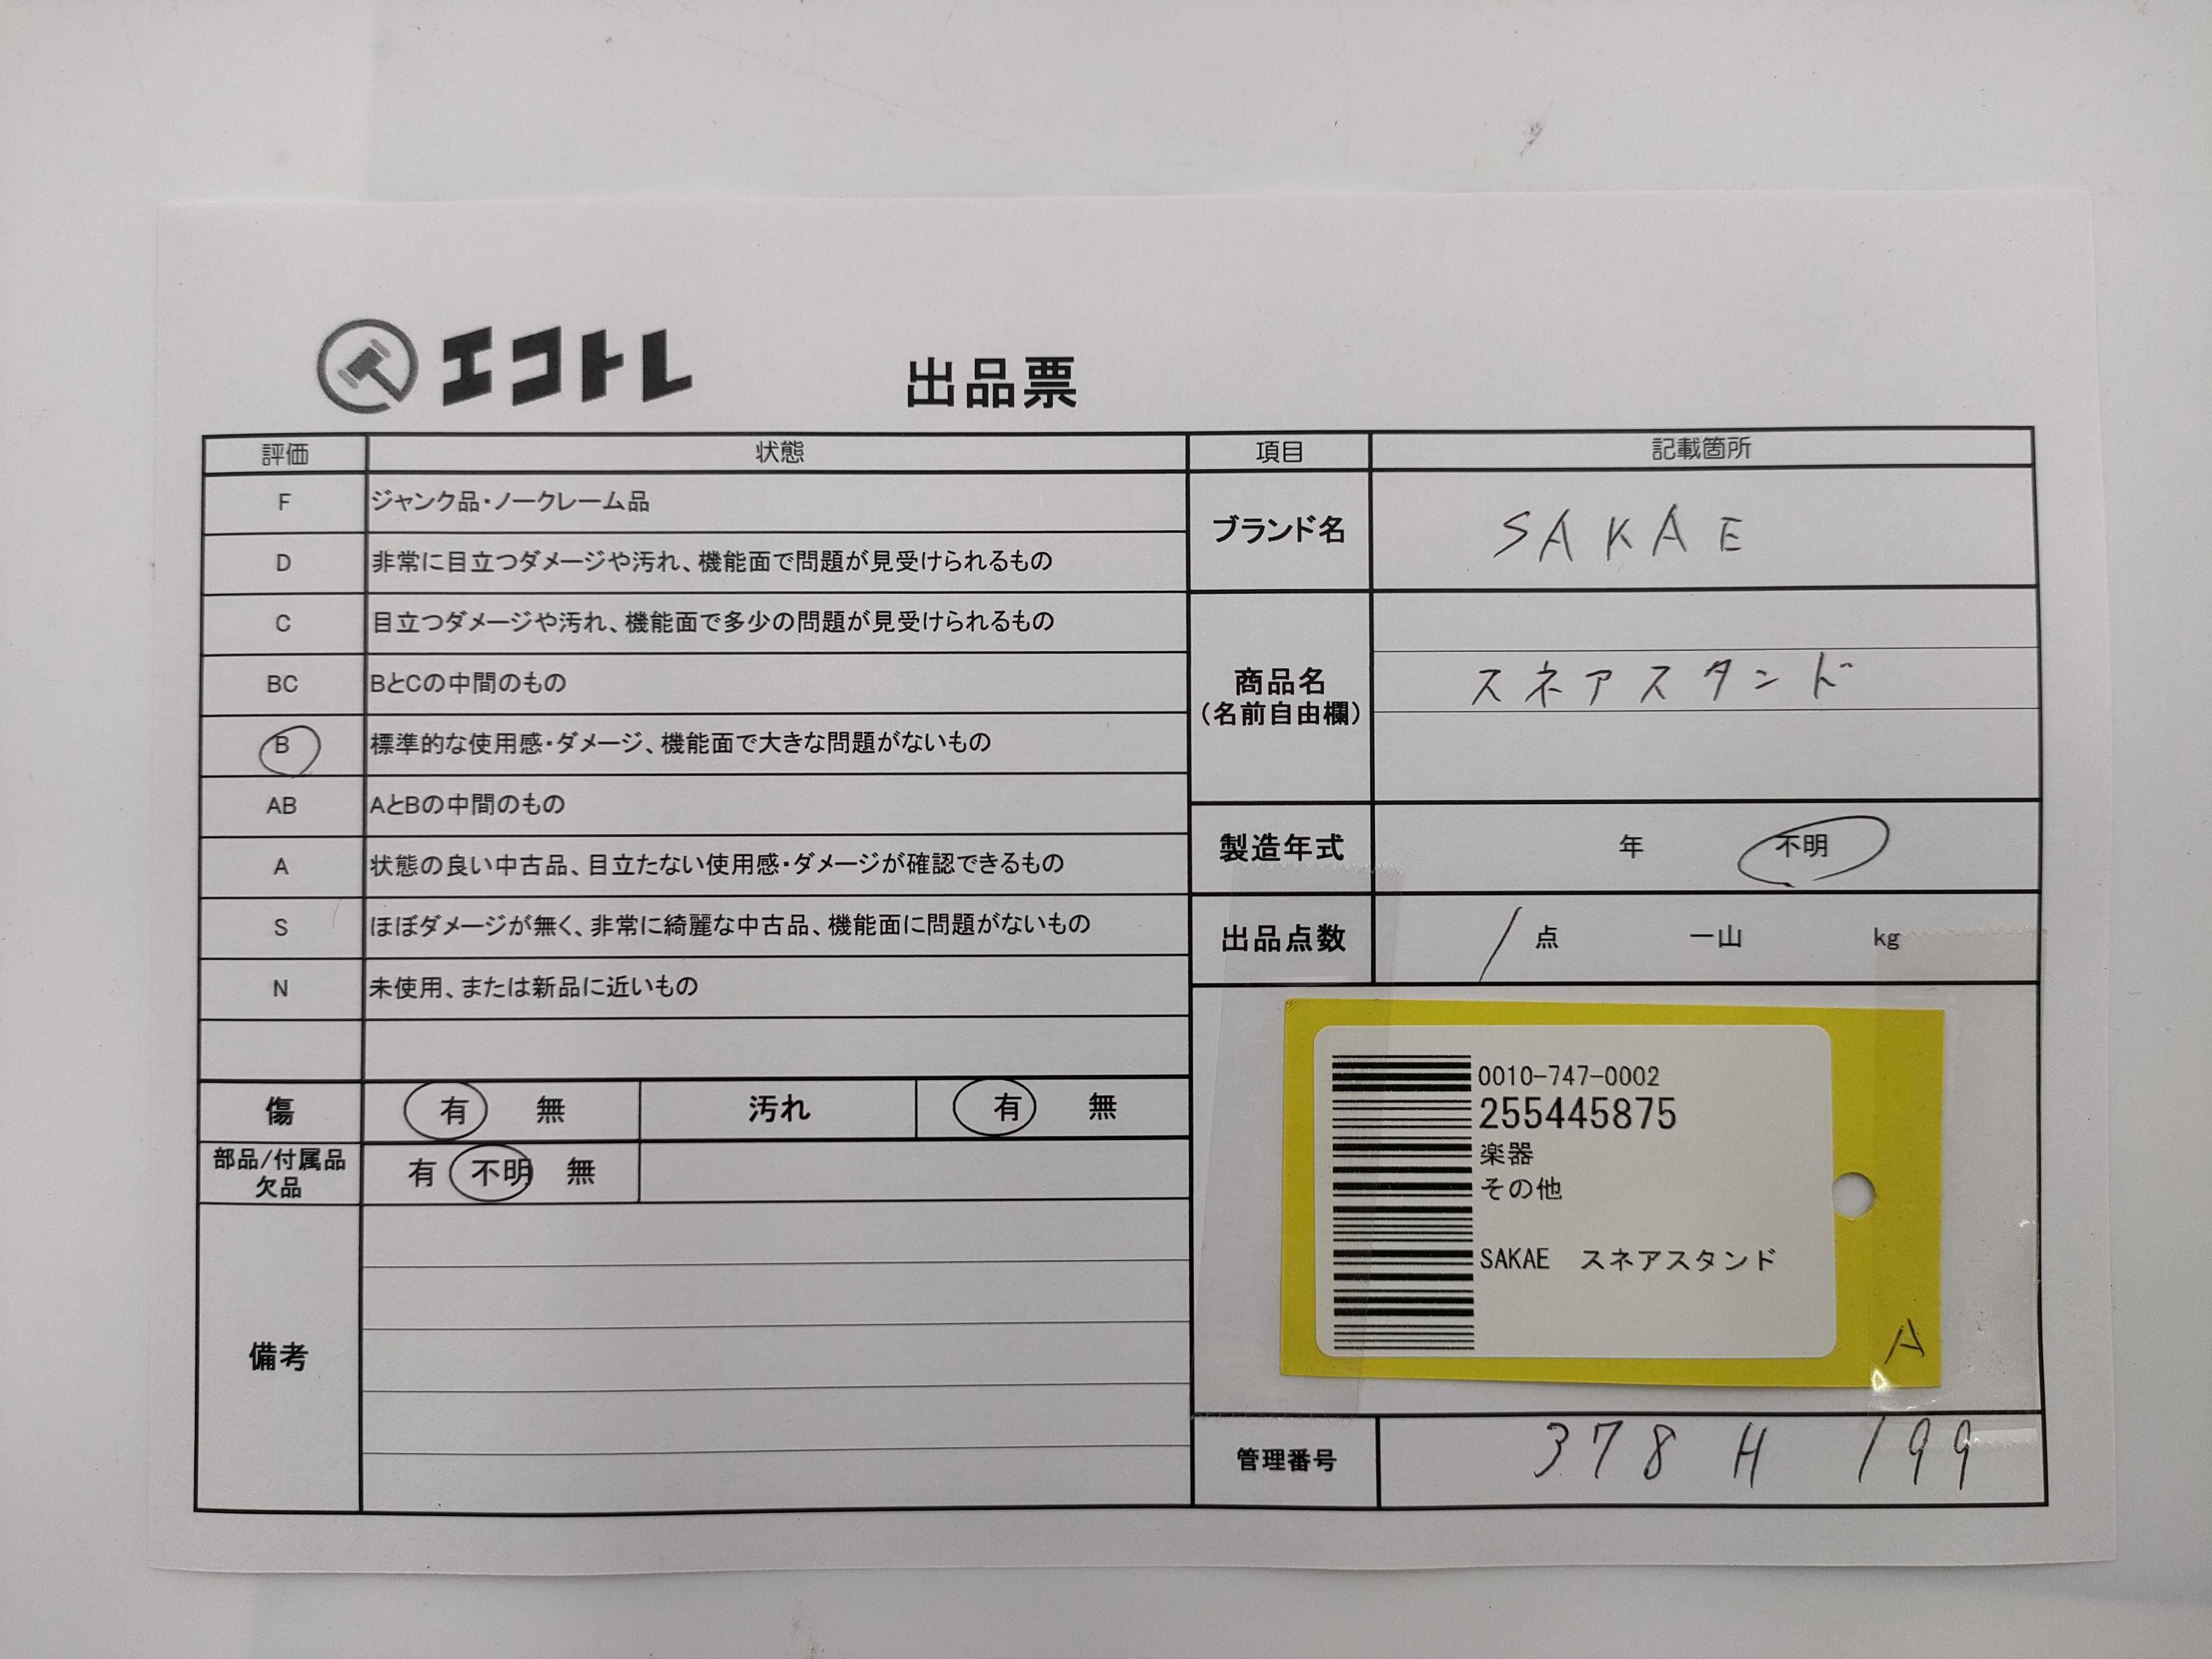 エコトレ 出品票
評価 状態
F ジャンク品・ノークレーム品
D 非常に目立つダメージや汚れ、機能面で問題が見受けられるもの
C 目立つダメージや汚れ、機能面で多少の問題が見受けられるもの
BC BとCの中間のもの
B 標準的な使用感・ダメージ、機能面で大きな問題がないもの
AB AとBの中間のもの
A 状態の良い中古品、目立たない使用感・ダメージが確認できるもの
S ほぼダメージが無く、非常に綺麗な中古品、機能面に問題がないもの
N 未使用、または新品に近いもの
傷 有 無 汚れ 有 無
部品/付属品
欠品 有 不明 無
備考
項目 記載箇所
ブランド名 SAKAE
商品名
(名前自由欄) スネアスタンド
製造年式 年 不明
出品点数 1 点 一山 kg
0010-747-0002
255445875
楽器
その他
SAKAE スネアスタンド
A
管理番号 378 H 199